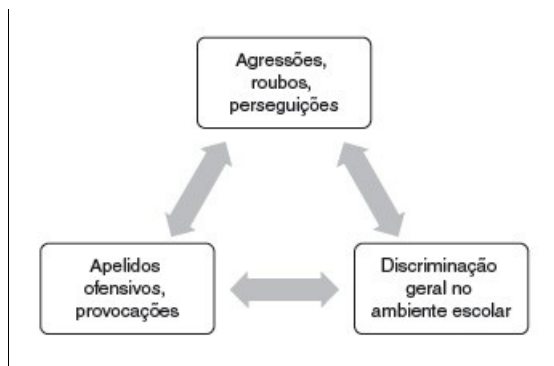 Agressões,
roubos,
perseguições
Apelidos
ofensivos,
provocações
Discriminação
geral no
ambiente escolar